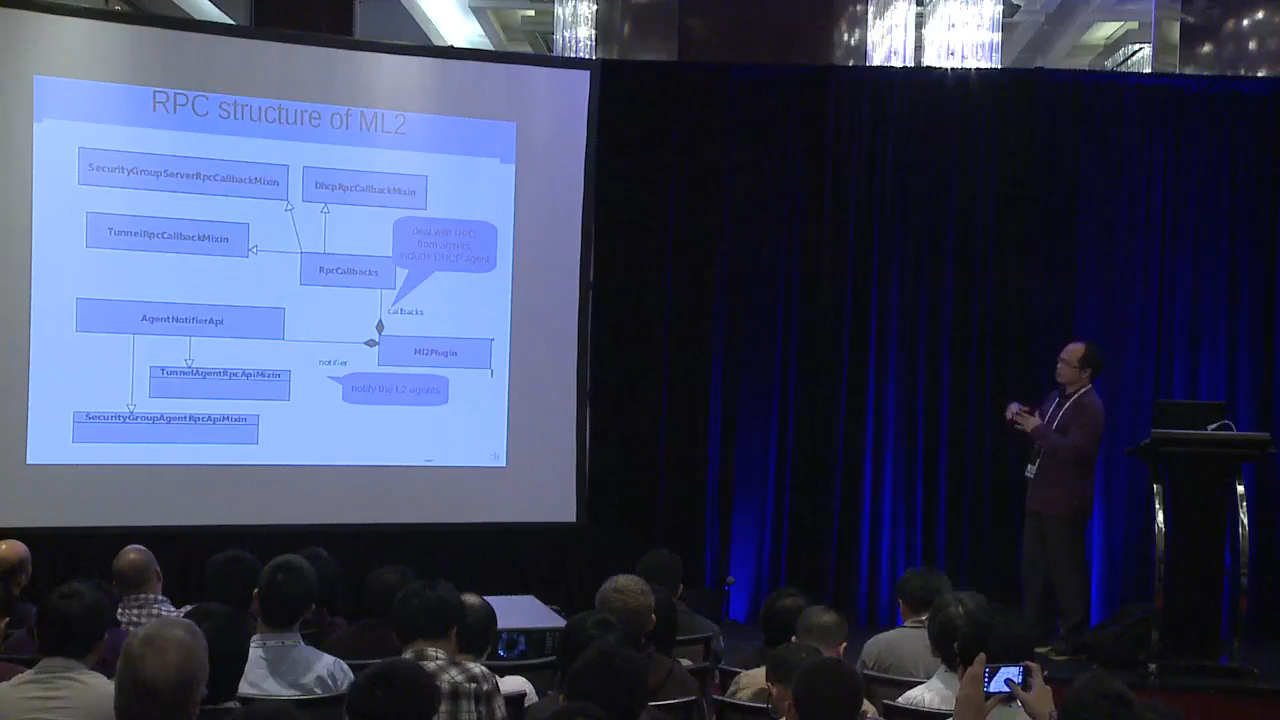 RPC structure of ML2
SecurityGroupServerRpcCallbackMixin
DhcpRpcCallbackMixin
TunnelRpcCallbackMixin
deal with RPC
from agents
include DHCP agent
RpcCallbacks
callbacks
AgentNotifierApi
Ml2Plugin
notifier
TunnelAgentRpcApiMixin
notify the L2 agents
SecurityGroupAgentRpcApiMixin